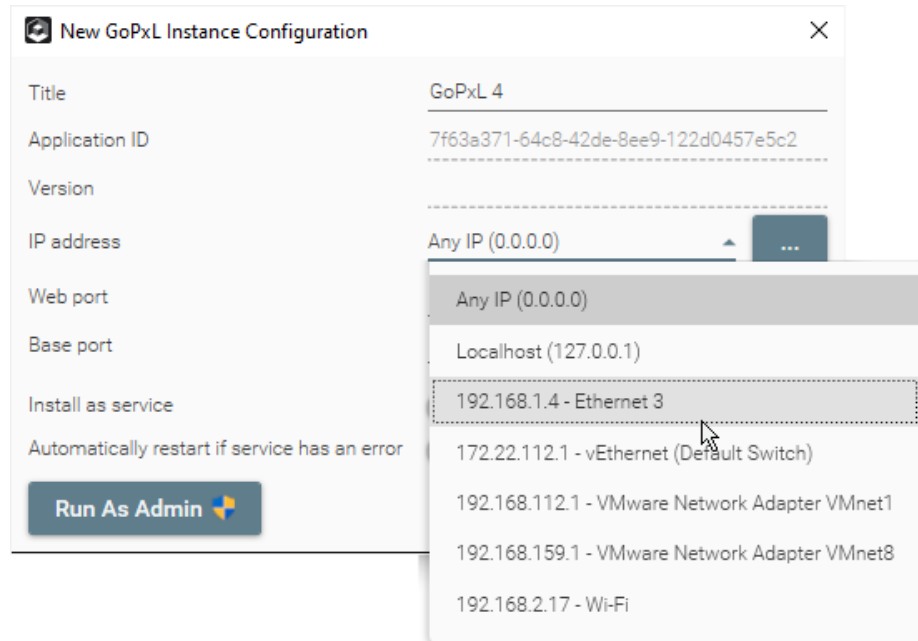 New GoPxL Instance Configuration
Title GoPxL 4
Application ID 7f63a371-64c8-42de-8ee9-122d0457e5c2
Version
IP address Any IP (0.0.0.0) ...
Web port
Base port
Install as service
Automatically restart if service has an error
Run As Admin
Any IP (0.0.0.0)
Localhost (127.0.0.1)
192.168.1.4 - Ethernet 3
172.22.112.1 - vEthernet (Default Switch)
192.168.112.1 - VMware Network Adapter VMnet1
192.168.159.1 - VMware Network Adapter VMnet8
192.168.2.17 - Wi-Fi